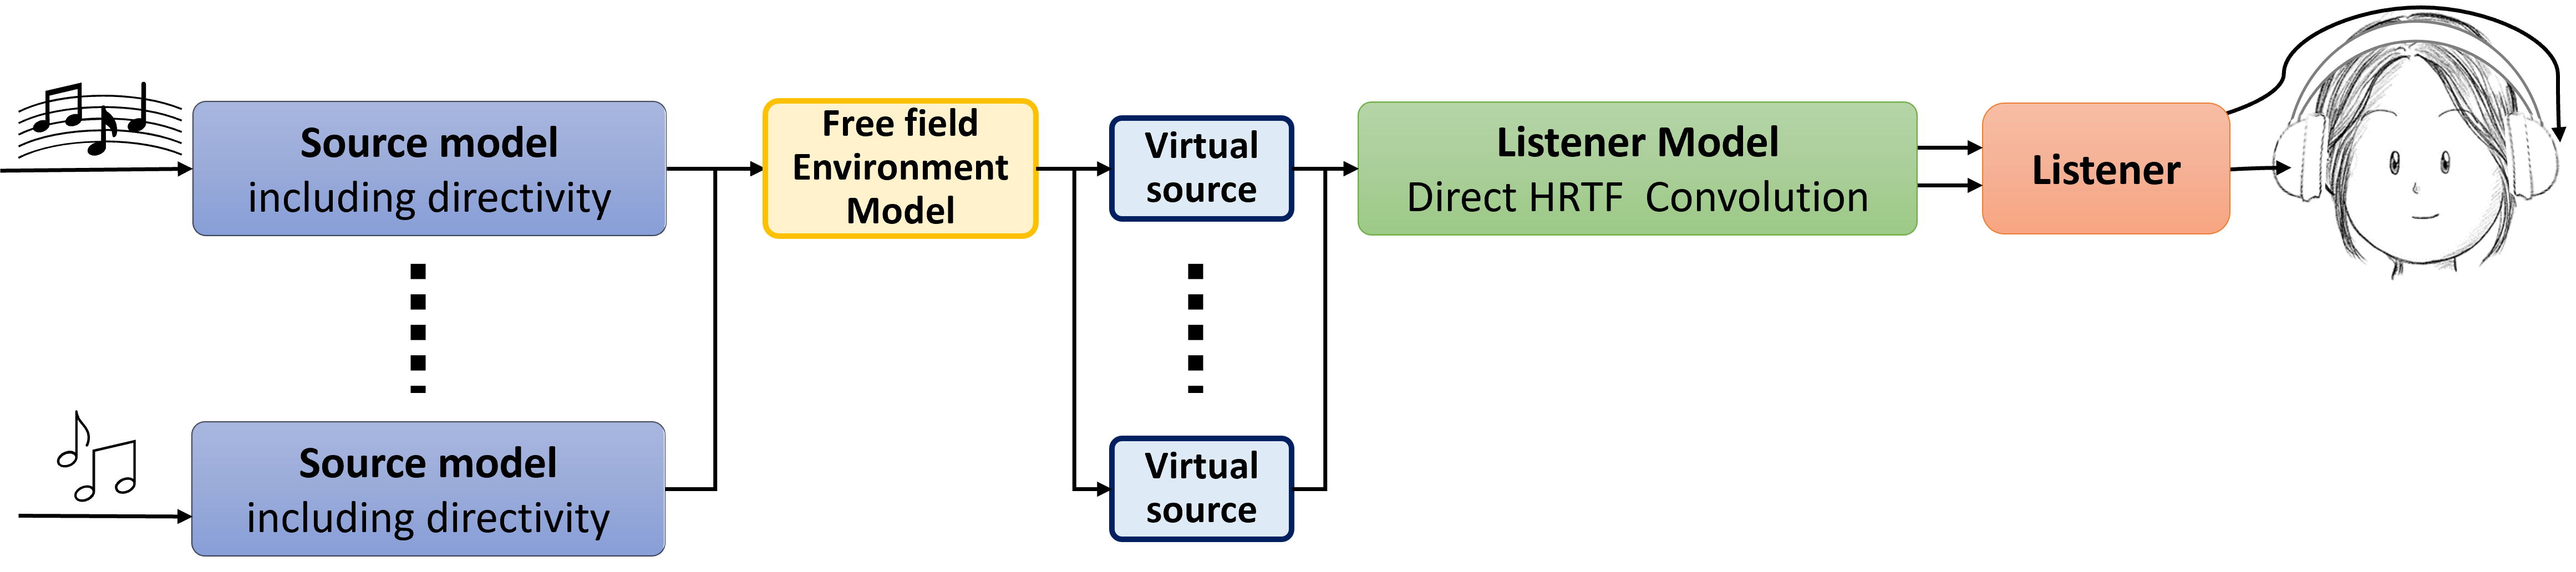 Source model
including directivity
Free field
Environment
Model
Virtual
source
Listener Model
Direct HRTF  Convolution
Listener
Source model
including directivity
Virtual
source